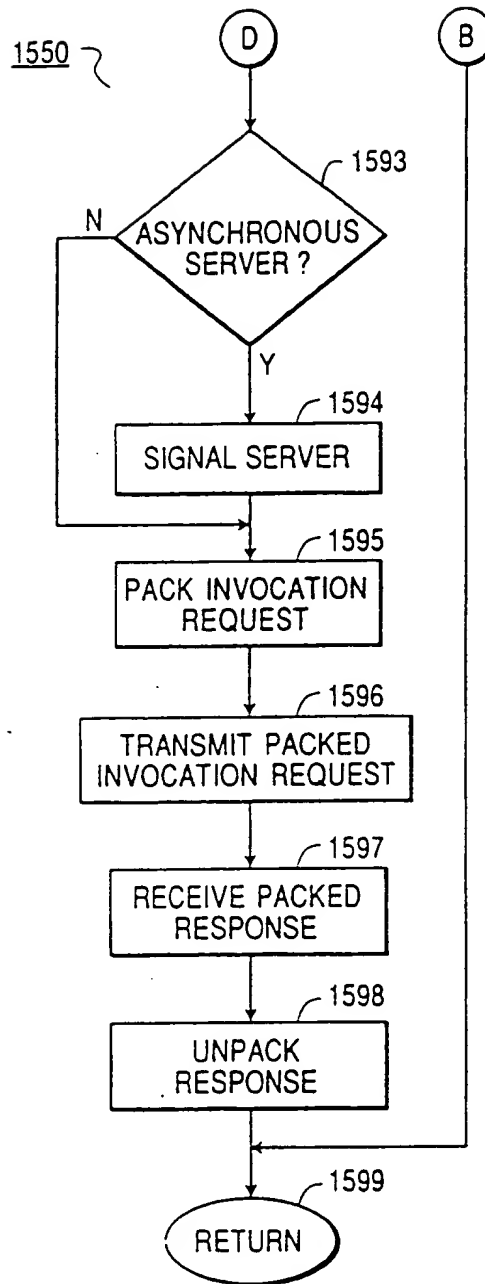 1550
D
B
1593
N
ASYNCHRONOUS
SERVER ?
Y
1594
SIGNAL SERVER
1595
PACK INVOCATION
REQUEST
1596
TRANSMIT PACKED
INVOCATION REQUEST
1597
RECEIVE PACKED
RESPONSE
1598
UNPACK
RESPONSE
1599
RETURN